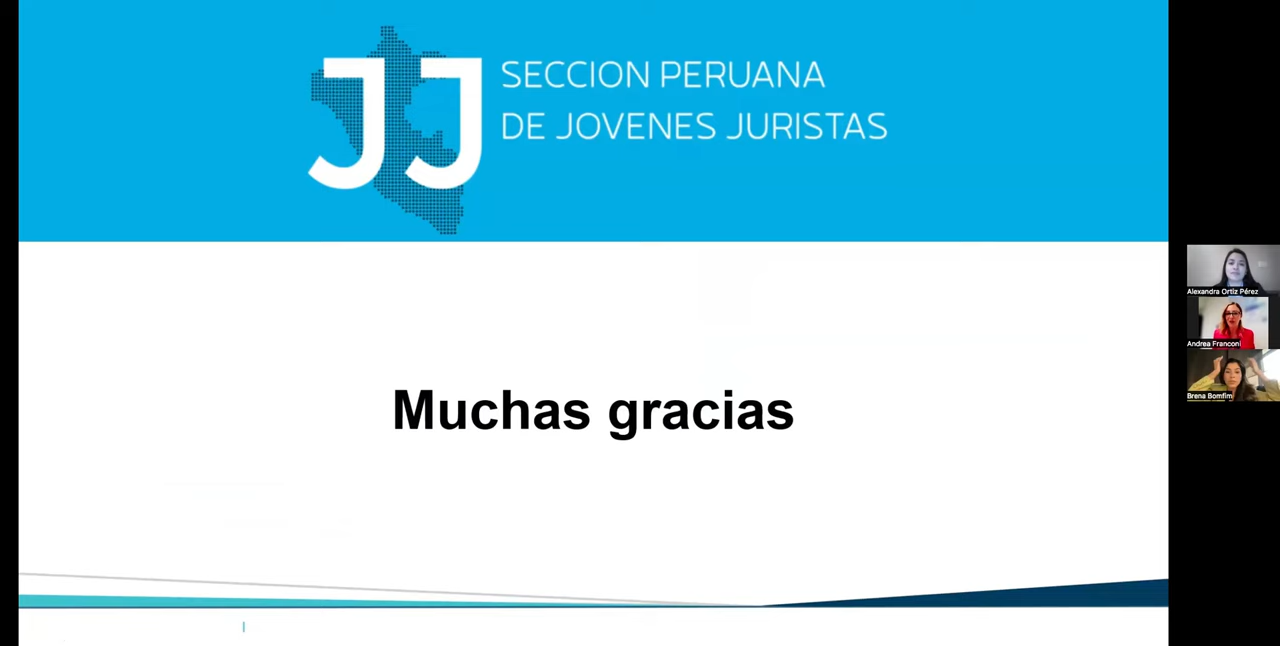 JJ
SECCION PERUANA
DE JOVENES JURISTAS
Muchas gracias
Alexandra Ortiz Pérez
Andrea Franconi
Brena Bomfim